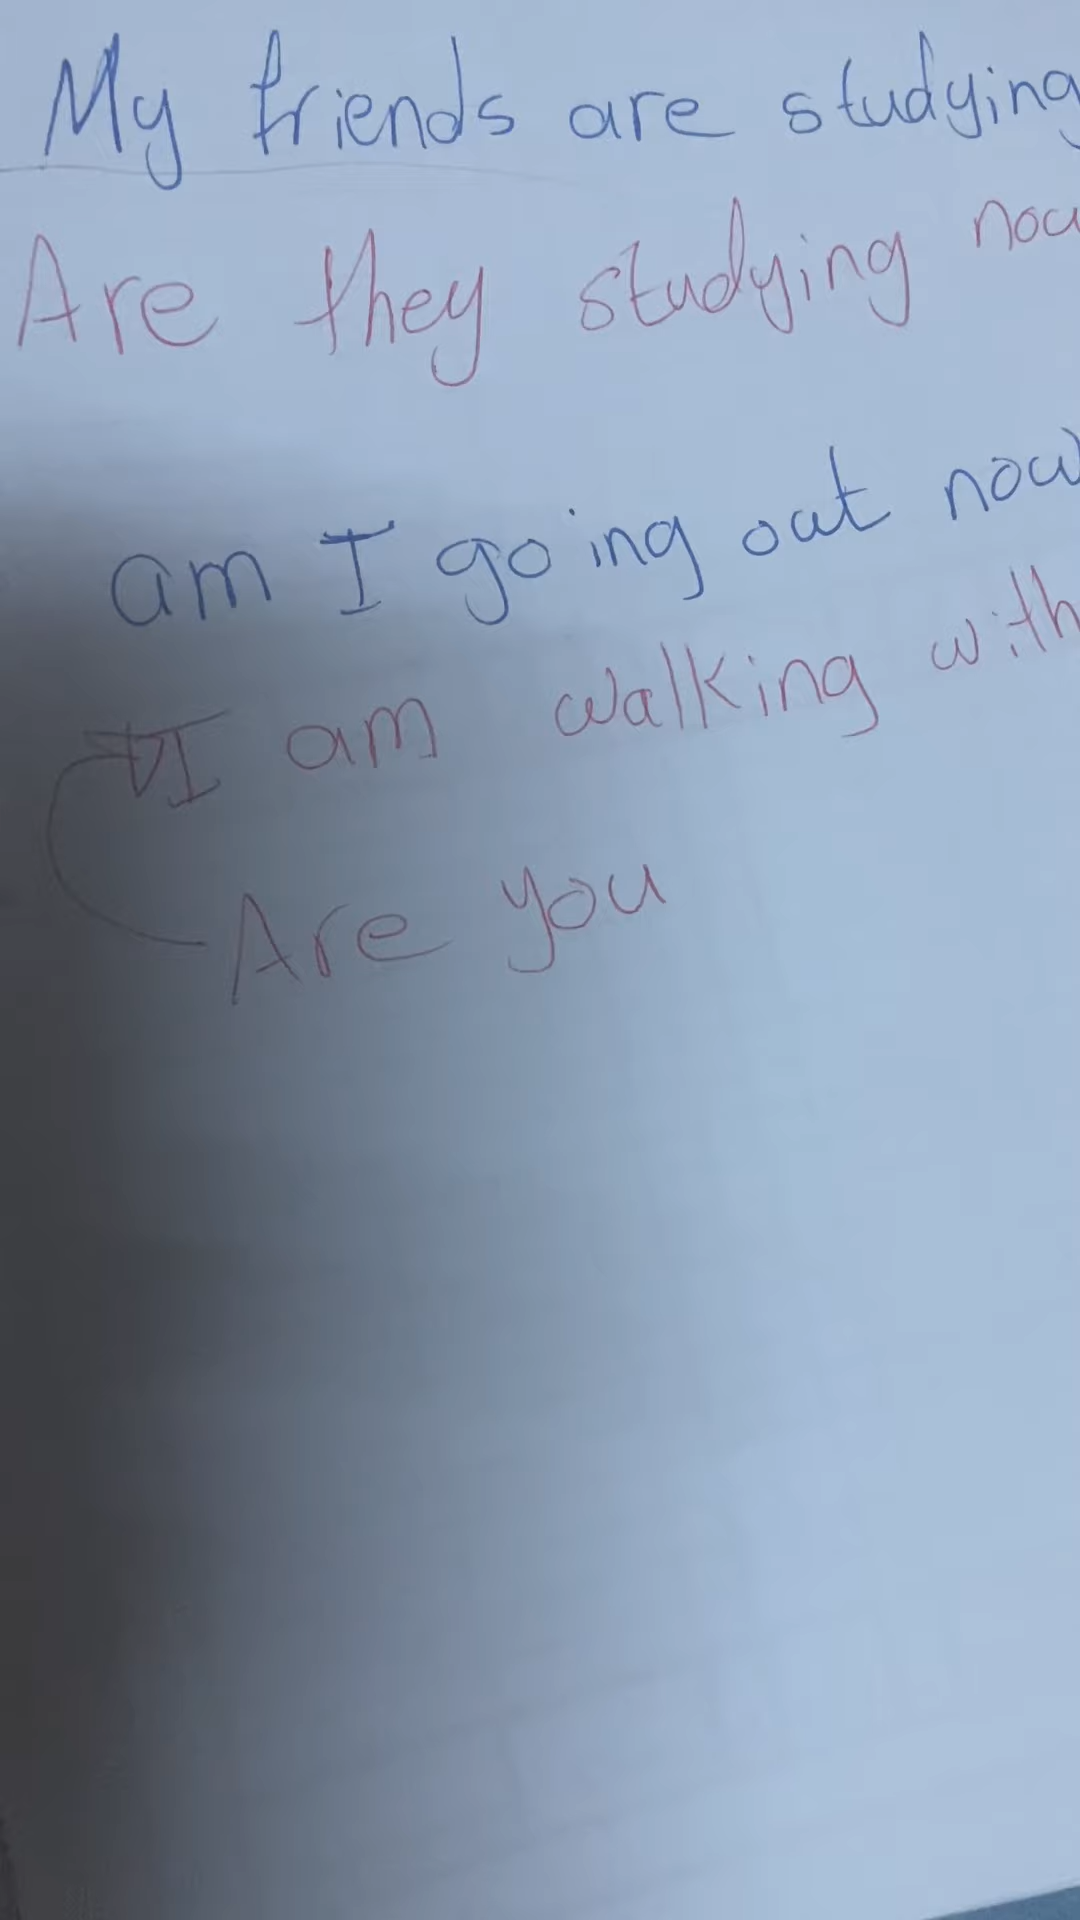 My friends are studying
Are they studying now
am I going out now
I am walking with
Are you